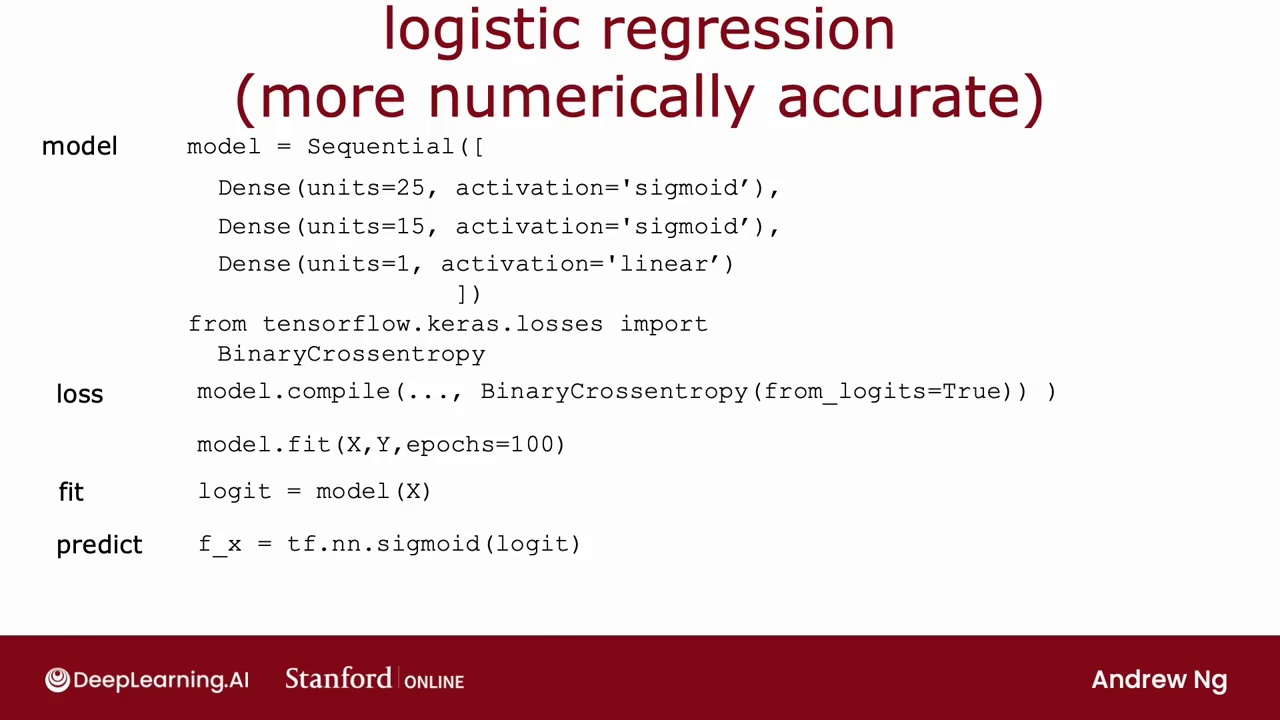 logistic regression
(more numerically accurate)
model model = Sequential([
Dense(units=25, activation='sigmoid’),
Dense(units=15, activation='sigmoid’),
Dense(units=1, activation='linear’)
])
from tensorflow.keras.losses import
BinaryCrossentropy
loss model.compile(..., BinaryCrossentropy(from_logits=True)) )
model.fit(X,Y,epochs=100)
fit logit = model(X)
predict f_x = tf.nn.sigmoid(logit)
DeepLearning.AI Stanford ONLINE Andrew Ng